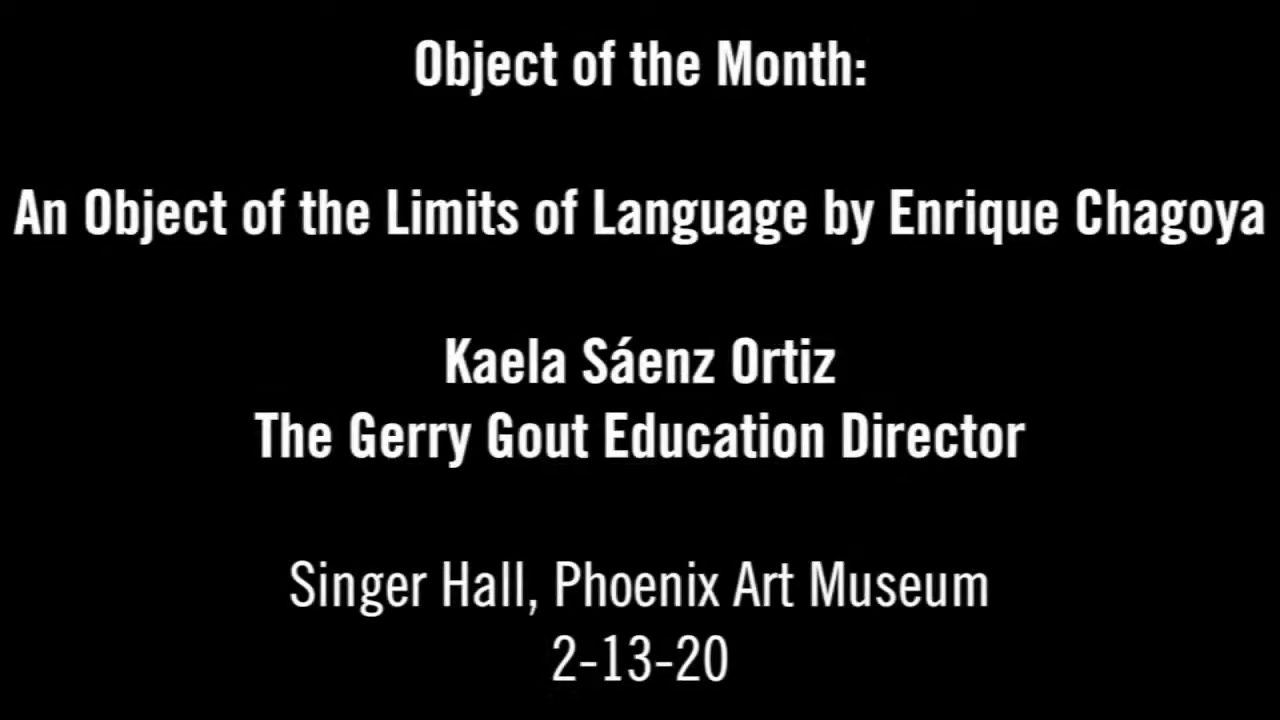 Object of the Month:
An Object of the Limits of Language by Enrique Chagoya
Kaela Sáenz Ortiz
The Gerry Gout Education Director
Singer Hall, Phoenix Art Museum
2-13-20